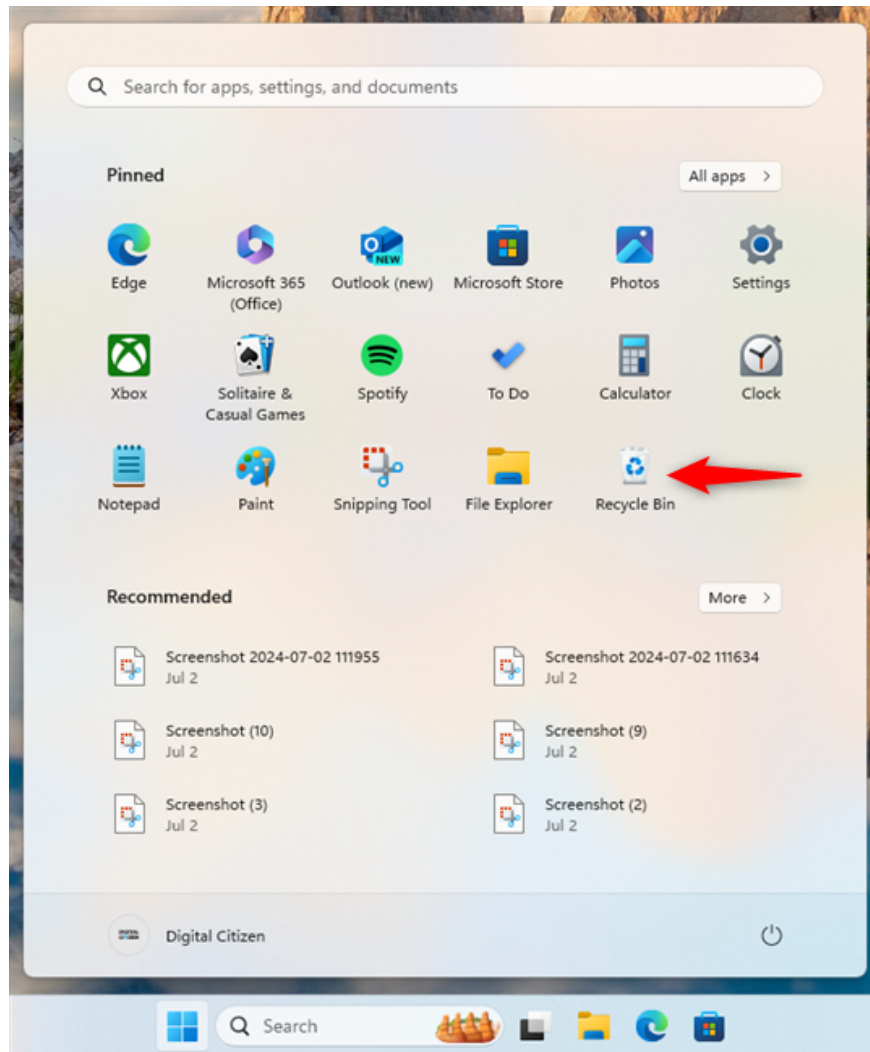 Search for apps, settings, and documents
Pinned
All apps
Edge
Microsoft 365
(Office)
Outlook (new)
NEW
Microsoft Store
Photos
Settings
Xbox
Solitaire &
Casual Games
Spotify
To Do
Calculator
Clock
Notepad
Paint
Snipping Tool
File Explorer
Recycle Bin
Recommended
More
Screenshot 2024-07-02 111955
Jul 2
Screenshot 2024-07-02 111634
Jul 2
Screenshot (10)
Jul 2
Screenshot (9)
Jul 2
Screenshot (3)
Jul 2
Screenshot (2)
Jul 2
Digital Citizen
Search